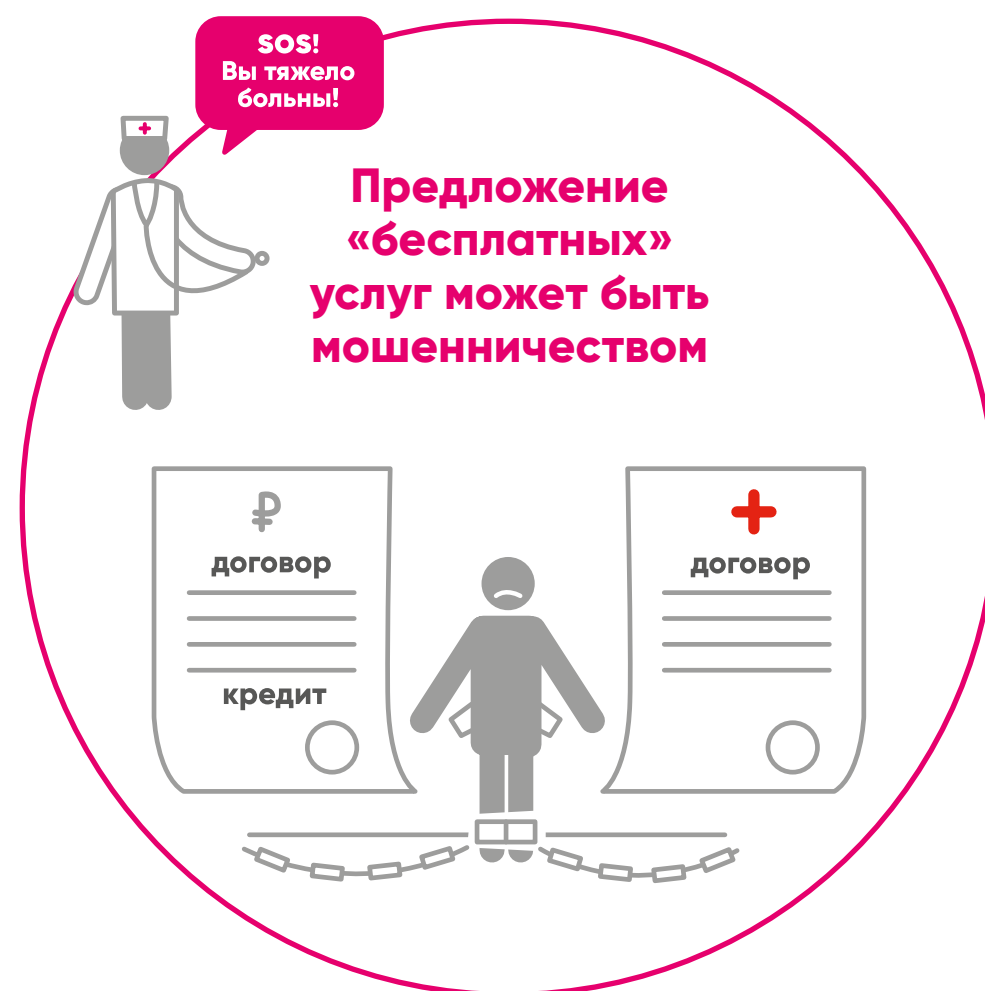 SOS!
Вы тяжело
больны!
Предложение
«бесплатных»
услуг может быть
мошенничеством
₽
договор
кредит
договор